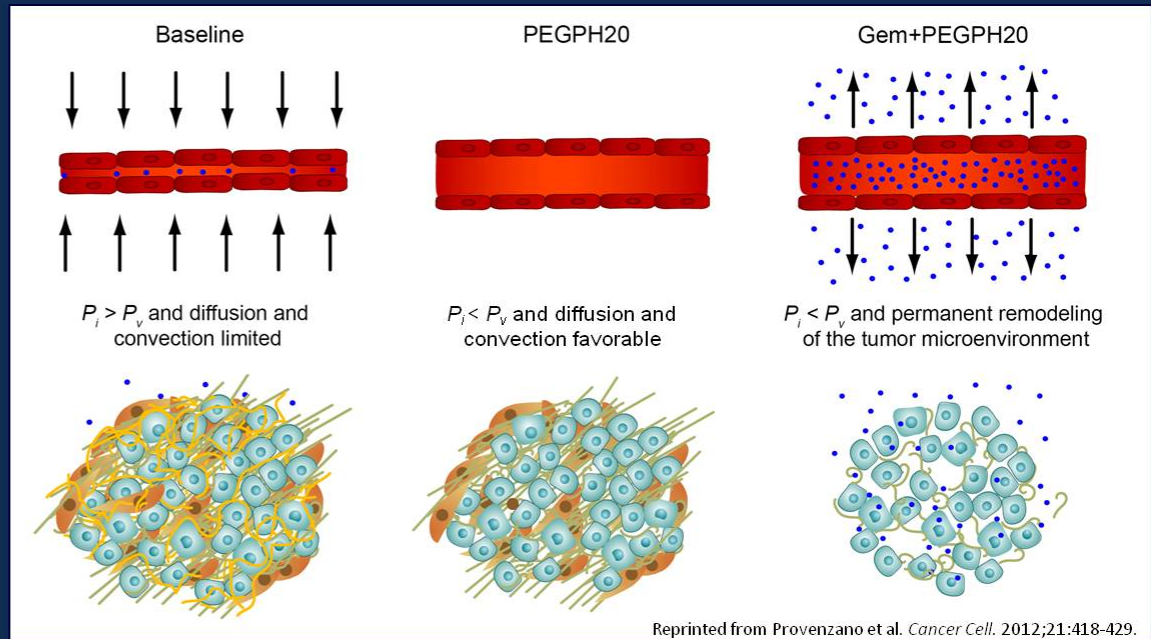 Baseline
PEGPH20
Gem+PEGPH20
Pi > Pv and diffusion and
convection limited
Pi < Pv and diffusion and
convection favorable
Pi < Pv and permanent remodeling
of the tumor microenvironment
Reprinted from Provenzano et al. Cancer Cell. 2012;21:418-429.